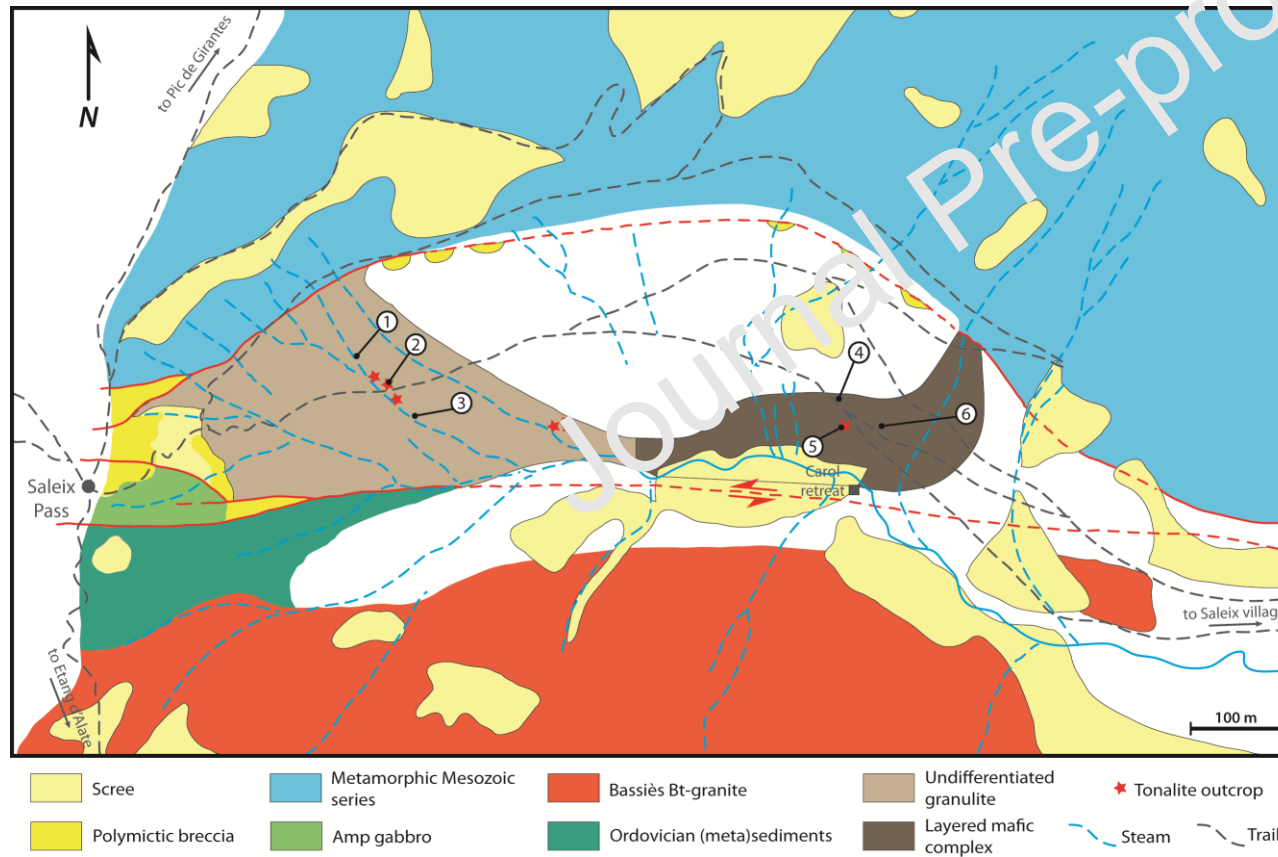 Journal Pre-pro
to Pic de Girantes
N
1
2
3
4
5
6
Carol
retreat
Saleix
Pass
to Etang d'Alate
to Saleix villag
100 m
Scree
Metamorphic Mesozoic
series
Bassiès Bt-granite
Undifferentiated
granulite
Tonalite outcrop
Polymictic breccia
Amp gabbro
Ordovician (meta)sediments
Layered mafic
complex
Steam
Trail